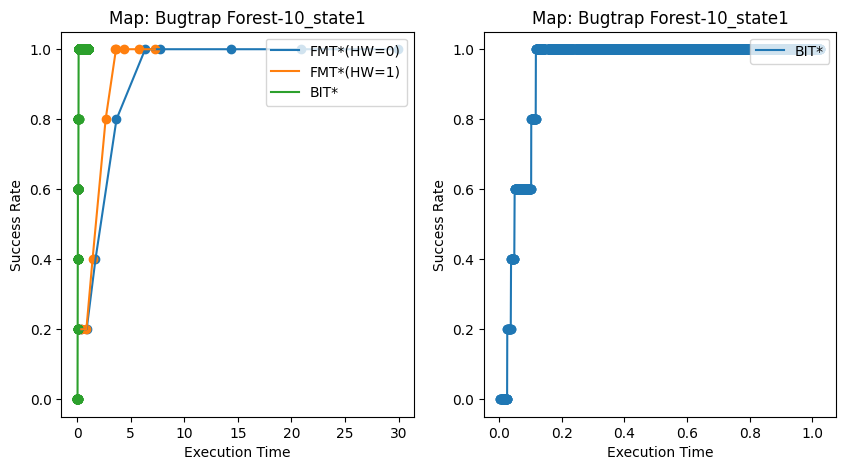 Map: Bugtrap Forest-10_state1
1.0
0.8
0.6
0.4
0.2
0.0
Success Rate
FMT*(HW=0)
FMT*(HW=1)
BIT*
0
5
10
15
20
25
30
Execution Time
Map: Bugtrap Forest-10_state1
1.0
0.8
0.6
0.4
0.2
0.0
Success Rate
BIT*
0.0
0.2
0.4
0.6
0.8
1.0
Execution Time